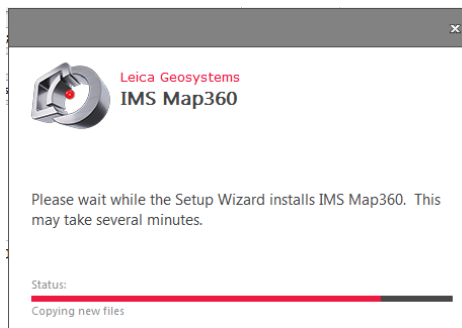 Leica Geosystems
IMS Map360
Please wait while the Setup Wizard installs IMS Map360. This
may take several minutes.
Status:
Copying new files